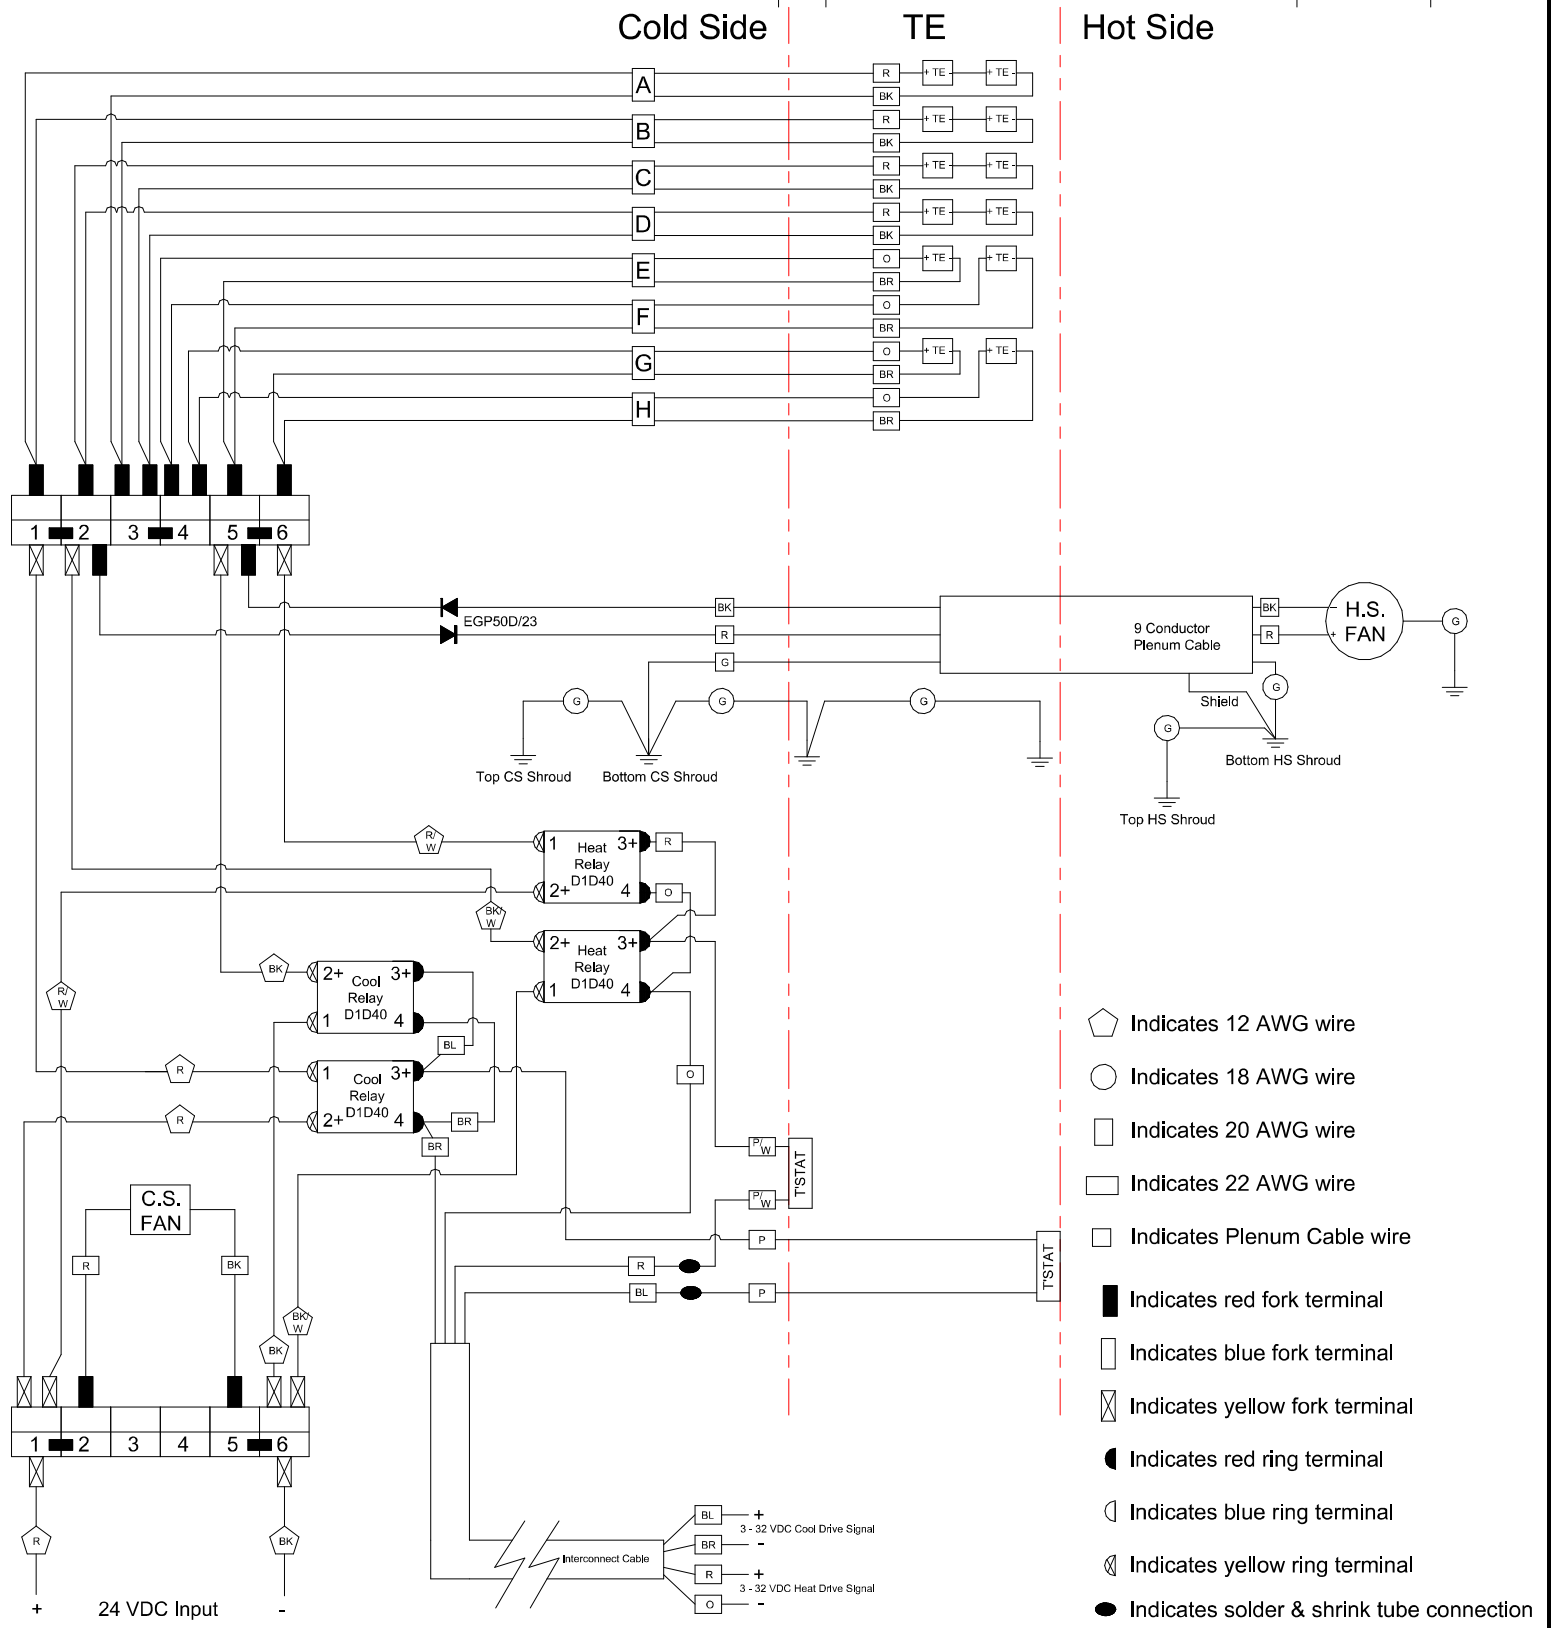 Cold Side TE Hot Side
A R + TE - + TE -
BK
B R + TE - + TE -
BK
C R + TE - + TE -
BK
D R + TE - + TE -
BK
E O + TE - + TE -
BR
F O
BR
G O + TE - + TE -
BR
H O
BR
1 2 3 4 5 6
EGP50D/23
BK
R
G
9 Conductor
Plenum Cable
BK
R
-
+
H.S.
FAN
G
G
Shield
G
G
G
G
Top CS Shroud
Bottom CS Shroud
Bottom HS Shroud
Top HS Shroud
R/
W
1 3+
Heat
Relay
D1D40
2+ 4
R
O
BK/
W
2+ 3+
Heat
Relay
D1D40
1 4
BK
2+ 3+
Cool
Relay
D1D40
1 4
R/
W
BL
R
1 3+
Cool
Relay
D1D40
2+ 4
R
BR
BR
O
P/
W
T'STAT
P/
W
P
T'STAT
R
BL
P
C.S.
FAN
R
BK
BK/
W
BK
1 2 3 4 5 6
R
BK
+ 24 VDC Input -
Interconnect Cable
BL +
3 - 32 VDC Cool Drive Signal
BR -
R +
3 - 32 VDC Heat Drive Signal
O -
Indicates 12 AWG wire
Indicates 18 AWG wire
Indicates 20 AWG wire
Indicates 22 AWG wire
Indicates Plenum Cable wire
Indicates red fork terminal
Indicates blue fork terminal
Indicates yellow fork terminal
Indicates red ring terminal
Indicates blue ring terminal
Indicates yellow ring terminal
Indicates solder & shrink tube connection